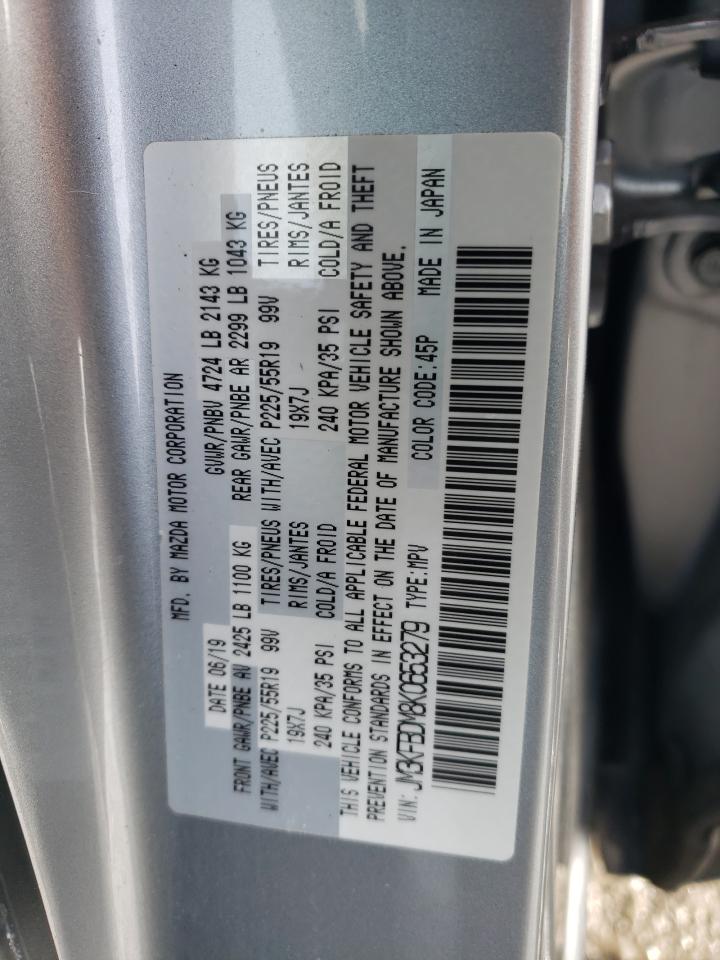 MFD. BY MAZDA MOTOR CORPORATION
DATE 06/19 GVWR/PNBV 4724 LB 2143 KG
FRONT GAWR/PNBE AV 2425 LB 1100 KG REAR GAWR/PNBE AR 2299 LB 1043 KG
WITH/AVEC P225/55R19 99V TIRES/PNEUS WITH/AVEC P225/55R19 99V TIRES/PNEUS
19X7J RIMS/JANTES 19X7J RIMS/JANTES
240 KPA/35 PSI COLD/A FROID 240 KPA/35 PSI COLD/A FROID
THIS VEHICLE CONFORMS TO ALL APPLICABLE FEDERAL MOTOR VEHICLE SAFETY AND THEFT
PREVENTION STANDARDS IN EFFECT ON THE DATE OF MANUFACTURE SHOWN ABOVE.
VIN: JM3KFBDM8K0653279 TYPE:MPV COLOR CODE:45P MADE IN JAPAN